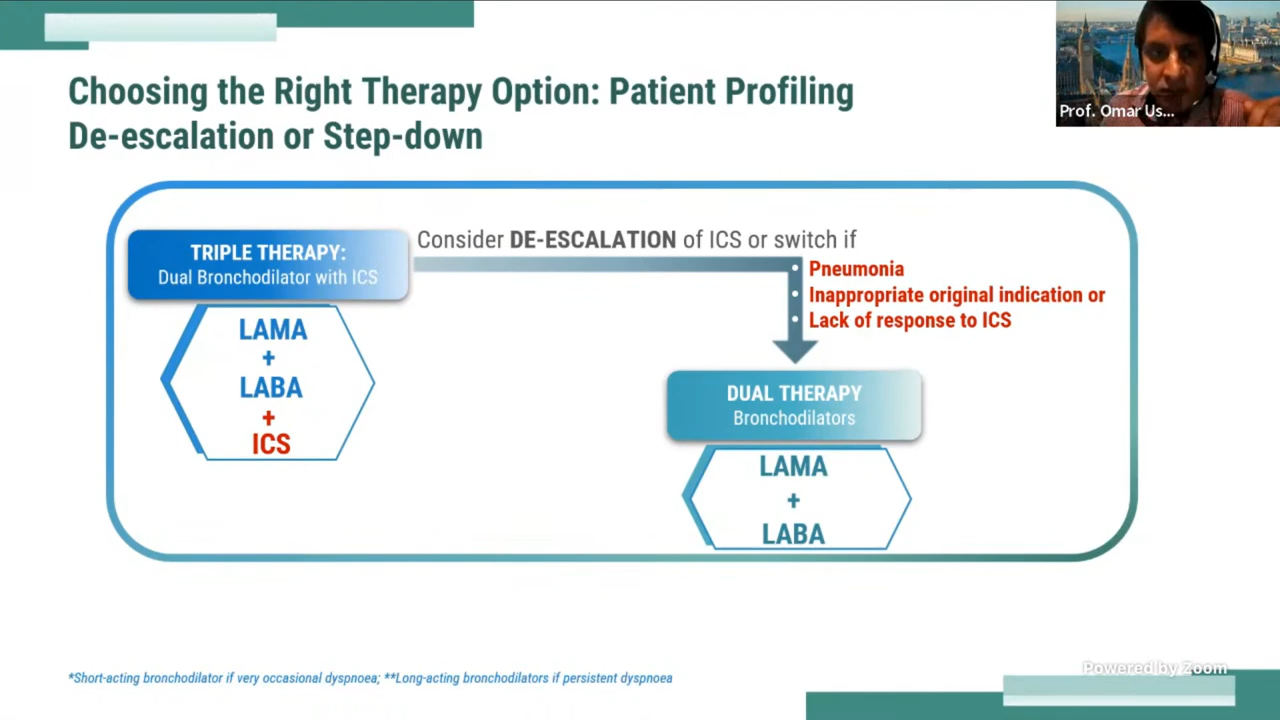 Choosing the Right Therapy Option: Patient Profiling
De-escalation or Step-down
Prof. Omar Us...
TRIPLE THERAPY:
Dual Bronchodilator with ICS
LAMA
+
LABA
+
ICS
Consider DE-ESCALATION of ICS or switch if
• Pneumonia
• Inappropriate original indication or
• Lack of response to ICS
DUAL THERAPY
Bronchodilators
LAMA
+
LABA
*Short-acting bronchodilator if very occasional dyspnoea; **Long-acting bronchodilators if persistent dyspnoea
Powered by Zoom